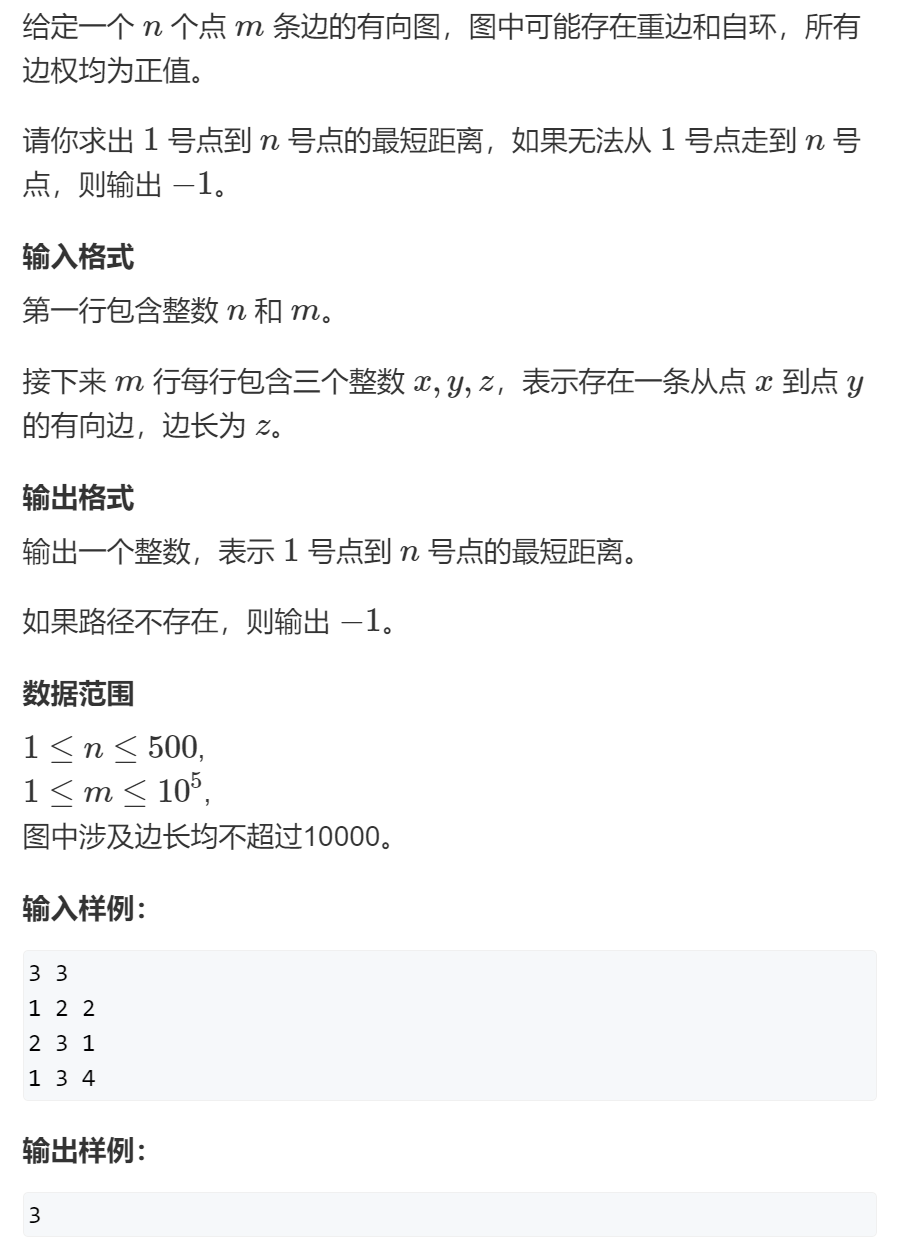 给定一个 n 个点 m 条边的有向图，图中可能存在重边和自环，所有
边权均为正值。
请你求出 1 号点到 n 号点的最短距离，如果无法从 1 号点走到 n 号
点，则输出 −1。
输入格式
第一行包含整数 n 和 m。
接下来 m 行每行包含三个整数 x, y, z，表示存在一条从点 x 到点 y
的有向边，边长为 z。
输出格式
输出一个整数，表示 1 号点到 n 号点的最短距离。
如果路径不存在，则输出 −1。
数据范围
1 ≤ n ≤ 500,
1 ≤ m ≤ 10⁵,
图中涉及边长均不超过10000。
输入样例：
3 3
1 2 2
2 3 1
1 3 4
输出样例：
3